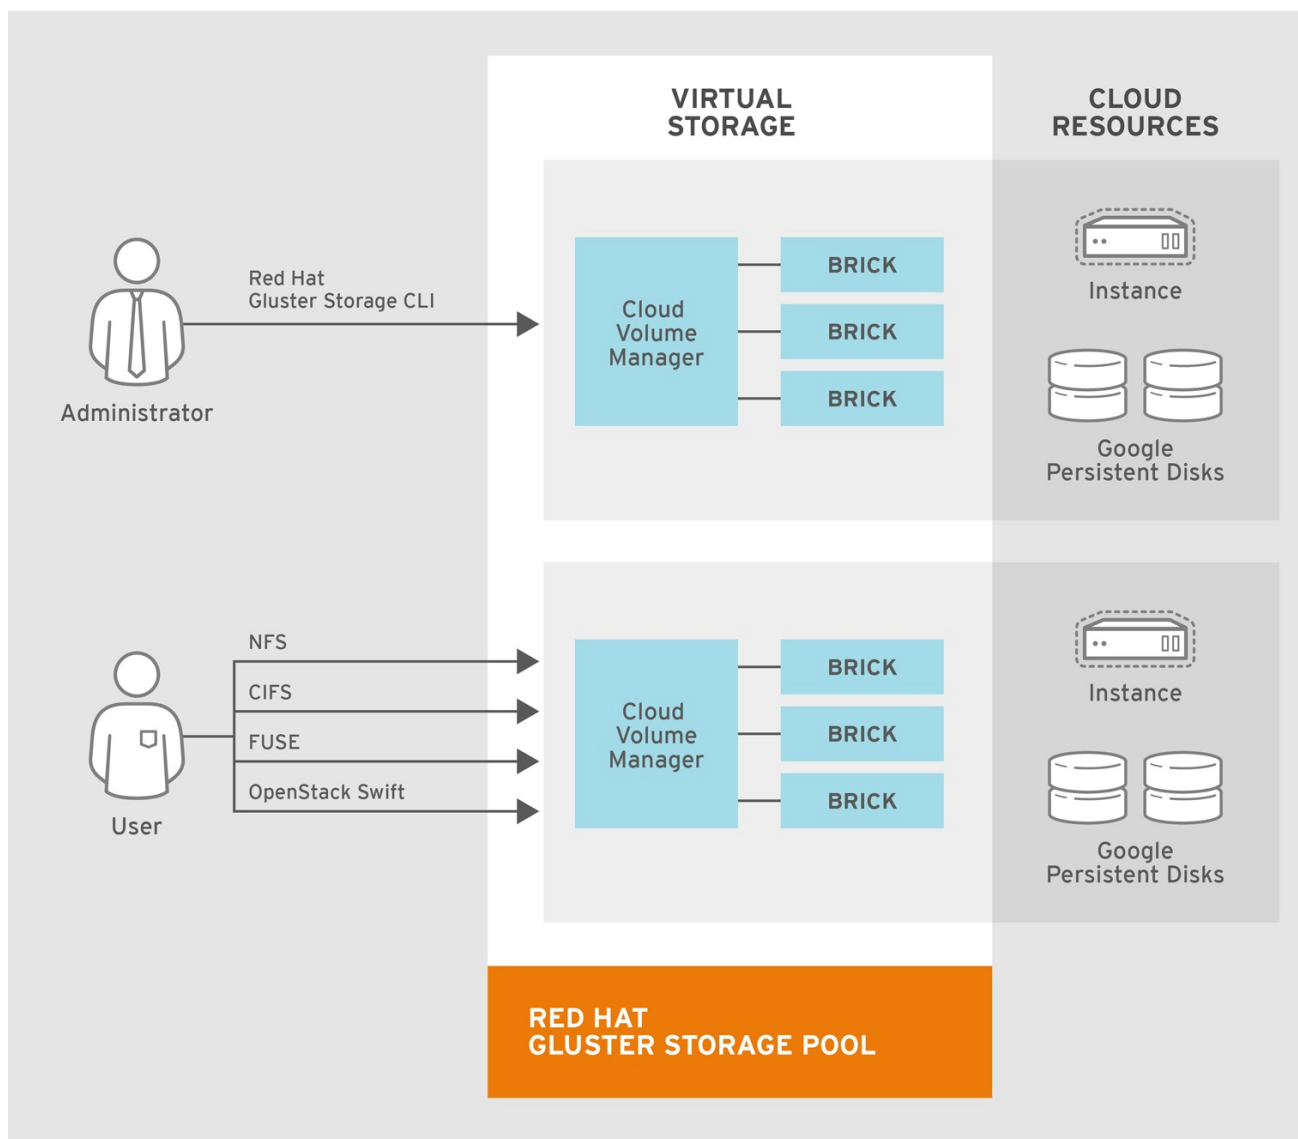 VIRTUAL
STORAGE
CLOUD
RESOURCES
Red Hat
Gluster Storage CLI
Administrator
Cloud
Volume
Manager
BRICK
BRICK
BRICK
Instance
Google
Persistent Disks
NFS
CIFS
FUSE
OpenStack Swift
User
Cloud
Volume
Manager
BRICK
BRICK
BRICK
Instance
Google
Persistent Disks
RED HAT
GLUSTER STORAGE POOL